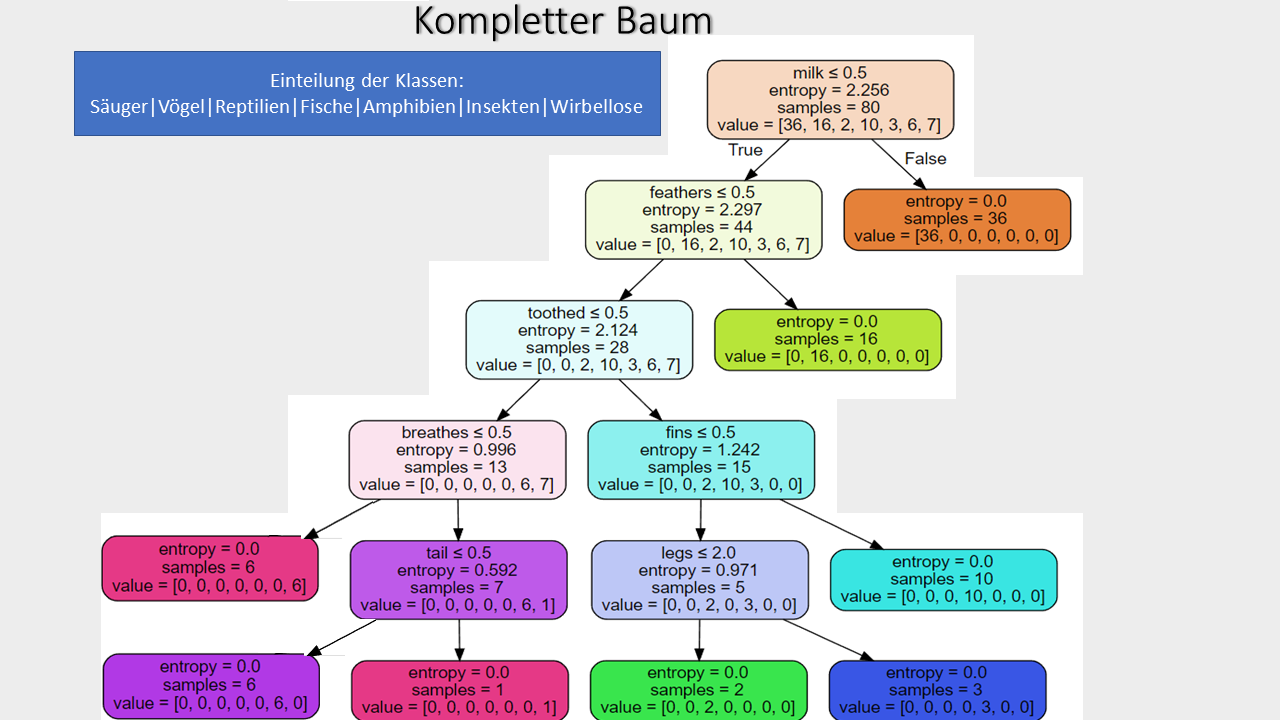 Kompletter Baum
Einteilung der Klassen:
Säuger|Vögel|Reptilien|Fische|Amphibien|Insekten|Wirbellose
milk ≤ 0.5
entropy = 2.256
samples = 80
value = [36, 16, 2, 10, 3, 6, 7]
True
False
feathers ≤ 0.5
entropy = 2.297
samples = 44
value = [0, 16, 2, 10, 3, 6, 7]
entropy = 0.0
samples = 36
value = [36, 0, 0, 0, 0, 0, 0]
toothed ≤ 0.5
entropy = 2.124
samples = 28
value = [0, 0, 2, 10, 3, 6, 7]
entropy = 0.0
samples = 16
value = [0, 16, 0, 0, 0, 0, 0]
breathes ≤ 0.5
entropy = 0.996
samples = 13
value = [0, 0, 0, 0, 0, 6, 7]
fins ≤ 0.5
entropy = 1.242
samples = 15
value = [0, 0, 2, 10, 3, 0, 0]
entropy = 0.0
samples = 6
value = [0, 0, 0, 0, 0, 0, 6]
tail ≤ 0.5
entropy = 0.592
samples = 7
value = [0, 0, 0, 0, 0, 6, 1]
legs ≤ 2.0
entropy = 0.971
samples = 5
value = [0, 0, 2, 0, 3, 0, 0]
entropy = 0.0
samples = 10
value = [0, 0, 0, 10, 0, 0, 0]
entropy = 0.0
samples = 6
value = [0, 0, 0, 0, 0, 6, 0]
entropy = 0.0
samples = 1
value = [0, 0, 0, 0, 0, 0, 1]
entropy = 0.0
samples = 2
value = [0, 0, 2, 0, 0, 0, 0]
entropy = 0.0
samples = 3
value = [0, 0, 0, 0, 3, 0, 0]